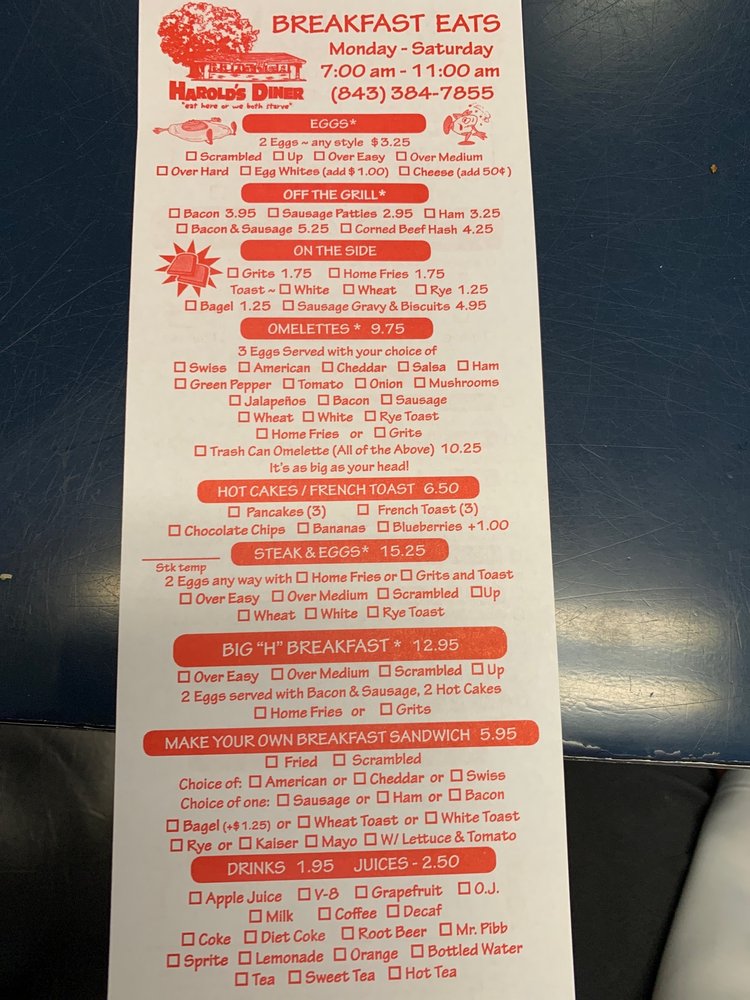 BREAKFAST EATS
Monday - Saturday
7:00 am - 11:00 am
(843) 384-7855
HAROLD'S DINER
"eat here or we both starve"
EGGS*
2 Eggs ~ any style $3.25
☐ Scrambled ☐ Up ☐ Over Easy ☐ Over Medium
☐ Over Hard ☐ Egg Whites (add $1.00) ☐ Cheese (add 50¢)
OFF THE GRILL*
☐ Bacon 3.95 ☐ Sausage Patties 2.95 ☐ Ham 3.25
☐ Bacon & Sausage 5.25 ☐ Corned Beef Hash 4.25
ON THE SIDE
☐ Grits 1.75 ☐ Home Fries 1.75
Toast ~ ☐ White ☐ Wheat ☐ Rye 1.25
☐ Bagel 1.25 ☐ Sausage Gravy & Biscuits 4.95
OMELETTES * 9.75
3 Eggs Served with your choice of
☐ Swiss ☐ American ☐ Cheddar ☐ Salsa ☐ Ham
☐ Green Pepper ☐ Tomato ☐ Onion ☐ Mushrooms
☐ Jalapeños ☐ Bacon ☐ Sausage
☐ Wheat ☐ White ☐ Rye Toast
☐ Home Fries or ☐ Grits
☐ Trash Can Omelette (All of the Above) 10.25
It's as big as your head!
HOT CAKES / FRENCH TOAST 6.50
☐ Pancakes (3) ☐ French Toast (3)
☐ Chocolate Chips ☐ Bananas ☐ Blueberries +1.00
STEAK & EGGS* 15.25
Stk temp
2 Eggs any way with ☐ Home Fries or ☐ Grits and Toast
☐ Over Easy ☐ Over Medium ☐ Scrambled ☐ Up
☐ Wheat ☐ White ☐ Rye Toast
BIG "H" BREAKFAST * 12.95
☐ Over Easy ☐ Over Medium ☐ Scrambled ☐ Up
2 Eggs served with Bacon & Sausage, 2 Hot Cakes
☐ Home Fries or ☐ Grits
MAKE YOUR OWN BREAKFAST SANDWICH 5.95
☐ Fried ☐ Scrambled
Choice of: ☐ American or ☐ Cheddar or ☐ Swiss
Choice of one: ☐ Sausage or ☐ Ham or ☐ Bacon
☐ Bagel (+$1.25) or ☐ Wheat Toast or ☐ White Toast
☐ Rye or ☐ Kaiser ☐ Mayo ☐ W/ Lettuce & Tomato
DRINKS 1.95 JUICES - 2.50
☐ Apple Juice ☐ V-8 ☐ Grapefruit ☐ O.J.
☐ Milk ☐ Coffee ☐ Decaf
☐ Coke ☐ Diet Coke ☐ Root Beer ☐ Mr. Pibb
☐ Sprite ☐ Lemonade ☐ Orange ☐ Bottled Water
☐ Tea ☐ Sweet Tea ☐ Hot Tea